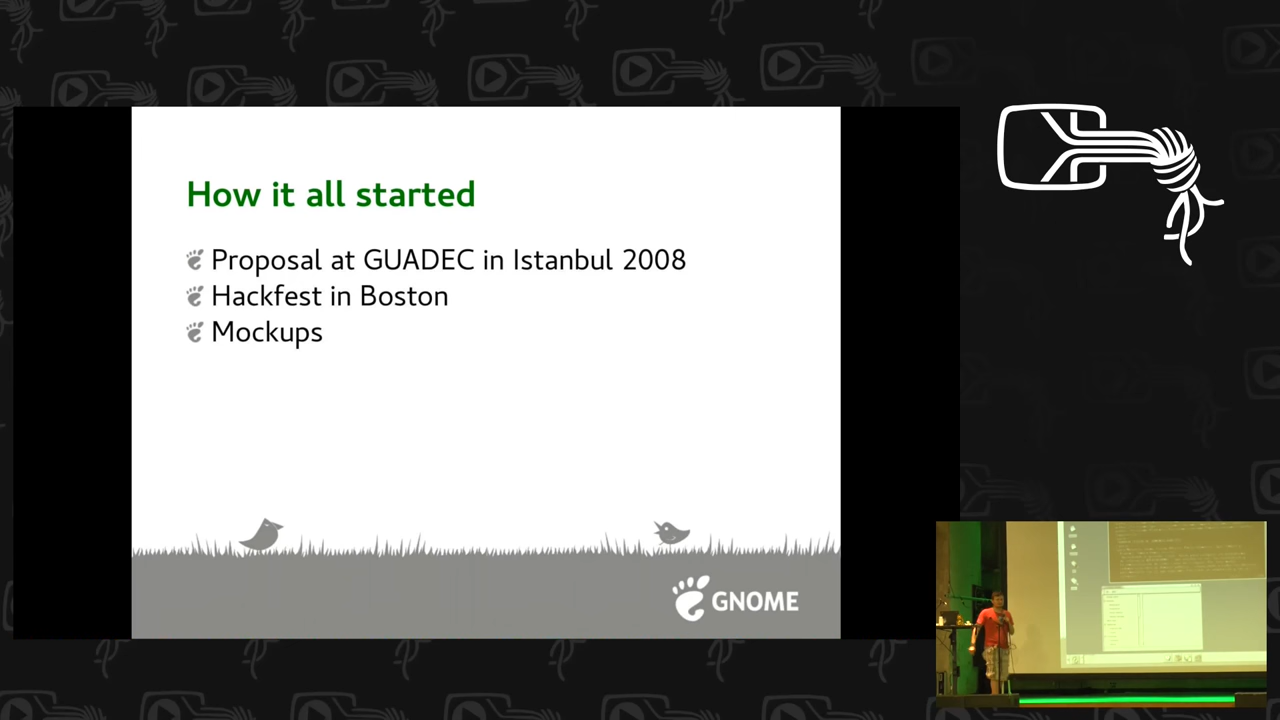 How it all started
Proposal at GUADEC in Istanbul 2008
Hackfest in Boston
Mockups
GNOME